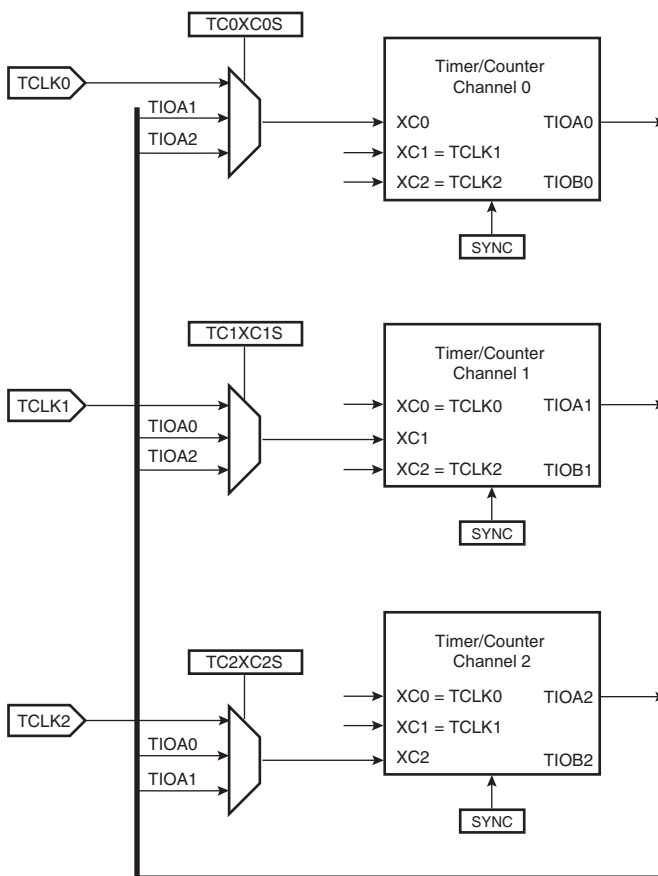 TC0XC0S
TCLK0
TIOA1
TIOA2
Timer/Counter
Channel 0
XC0
TIOA0
XC1 = TCLK1
XC2 = TCLK2
TIOB0
SYNC
TC1XC1S
TCLK1
TIOA0
TIOA2
Timer/Counter
Channel 1
XC0 = TCLK0
TIOA1
XC1
XC2 = TCLK2
TIOB1
SYNC
TC2XC2S
TCLK2
TIOA0
TIOA1
Timer/Counter
Channel 2
XC0 = TCLK0
TIOA2
XC1 = TCLK1
XC2
TIOB2
SYNC